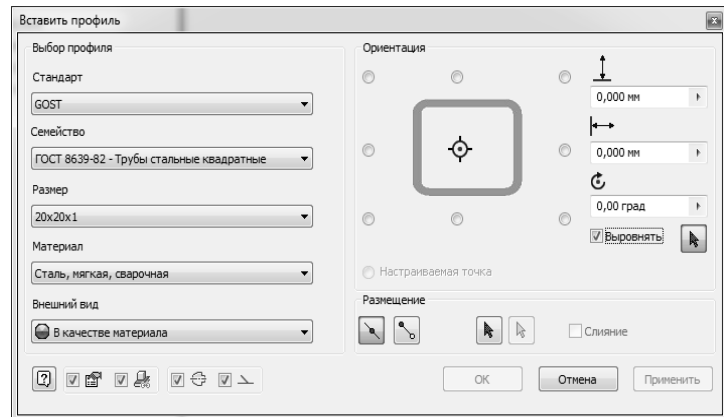 Вставить профиль
Выбор профиля
Стандарт
GOST
Семейство
ГОСТ 8639-82 - Трубы стальные квадратные
Размер
20x20x1
Материал
Сталь, мягкая, сварочная
Внешний вид
В качестве материала
Ориентация
0,000 мм
0,000 мм
0,00 град
Выровнять
Настраиваемая точка
Размещение
Слияние
OK
Отмена
Применить